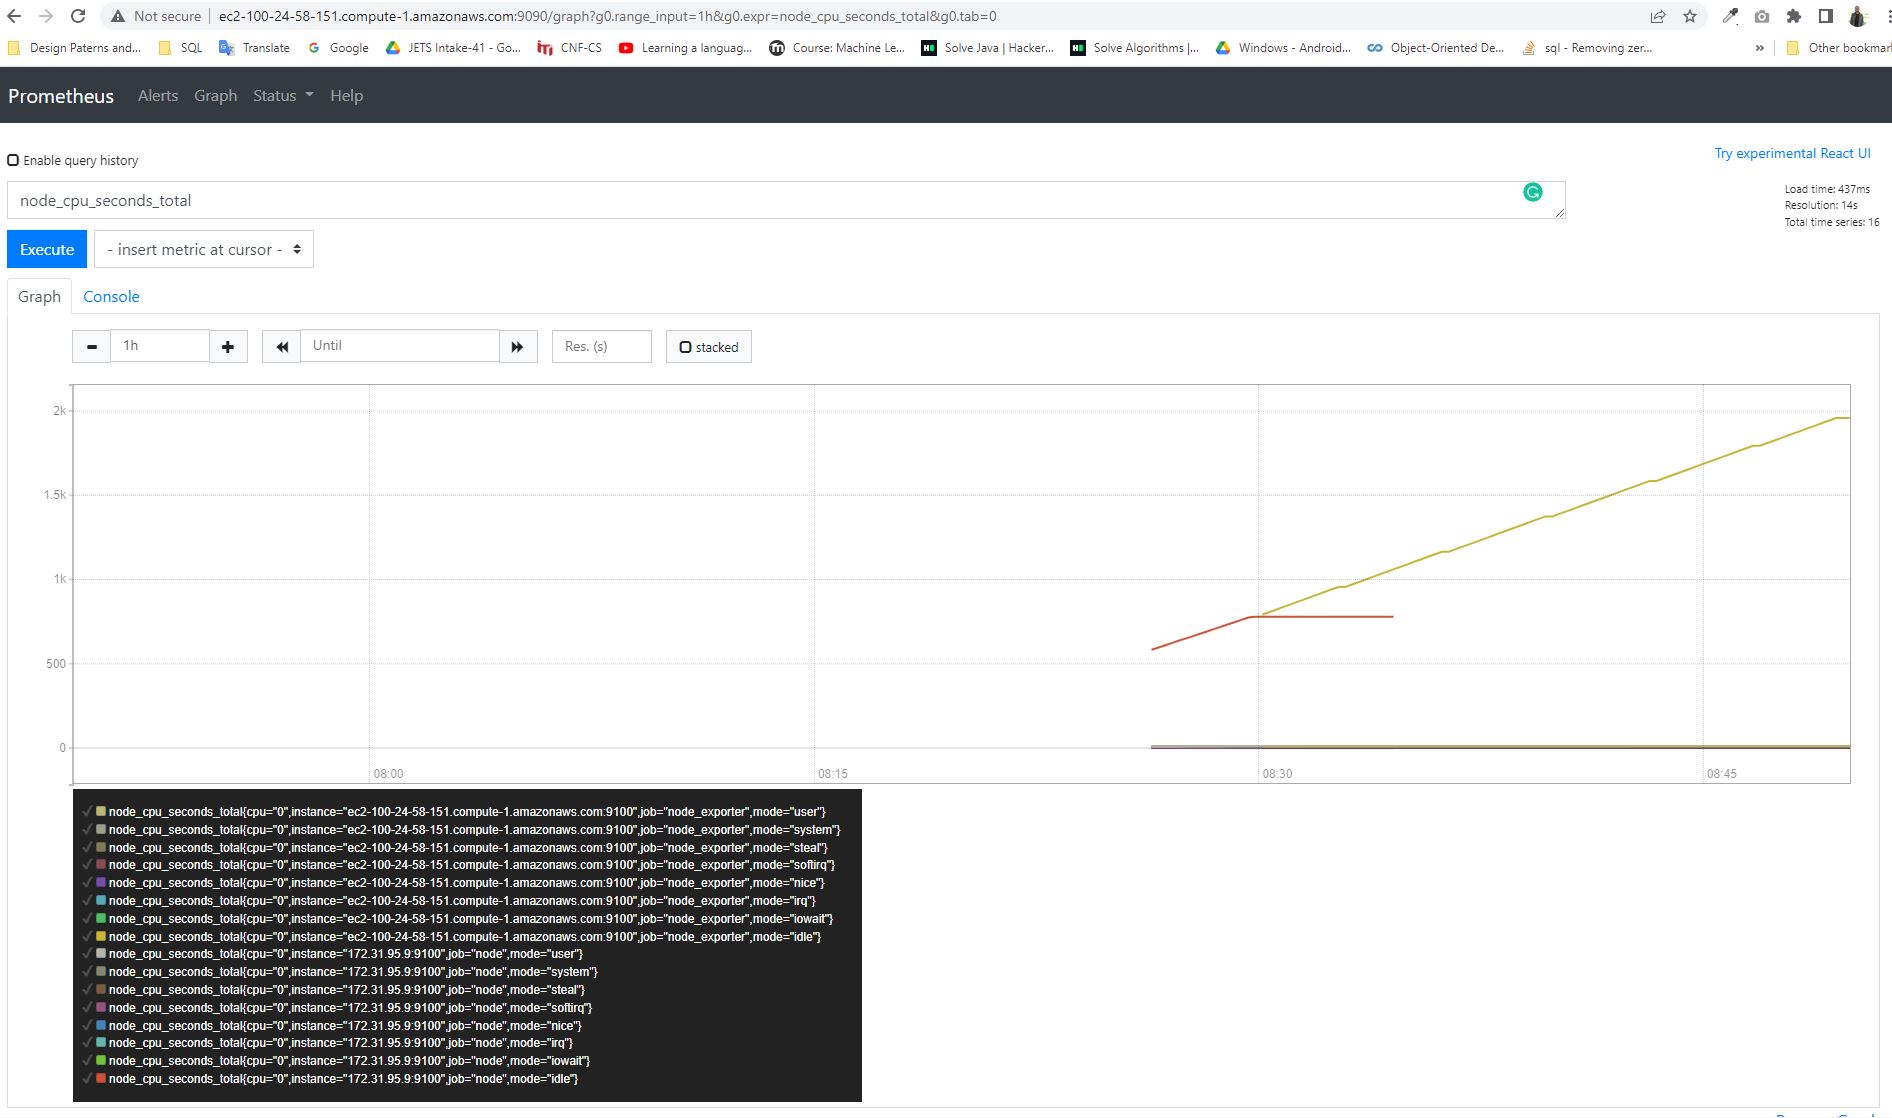 Not secure ec2-100-24-58-151.compute-1.amazonaws.com:9090/graph?g0.range_input=1h&g0.expr=node_cpu_seconds_total&g0.tab=0
Design Paterns and... SQL Translate Google JETS Intake-41 - Go... CNF-CS Learning a languag... Course: Machine Le... Solve Java | Hacker... Solve Algorithms |... Windows - Android... Object-Oriented De... sql - Removing zer... » Other bookmar
Prometheus Alerts Graph Status Help
Enable query history
Try experimental React UI
node_cpu_seconds_total
Load time: 437ms
Resolution: 14s
Total time series: 16
Execute - insert metric at cursor -
Graph Console
1h Until Res. (s) stacked
2k
1.5k
1k
500
0
08:00 08:15 08:30 08:45
node_cpu_seconds_total{cpu="0",instance="ec2-100-24-58-151.compute-1.amazonaws.com:9100",job="node_exporter",mode="user"}
node_cpu_seconds_total{cpu="0",instance="ec2-100-24-58-151.compute-1.amazonaws.com:9100",job="node_exporter",mode="system"}
node_cpu_seconds_total{cpu="0",instance="ec2-100-24-58-151.compute-1.amazonaws.com:9100",job="node_exporter",mode="steal"}
node_cpu_seconds_total{cpu="0",instance="ec2-100-24-58-151.compute-1.amazonaws.com:9100",job="node_exporter",mode="softirq"}
node_cpu_seconds_total{cpu="0",instance="ec2-100-24-58-151.compute-1.amazonaws.com:9100",job="node_exporter",mode="nice"}
node_cpu_seconds_total{cpu="0",instance="ec2-100-24-58-151.compute-1.amazonaws.com:9100",job="node_exporter",mode="irq"}
node_cpu_seconds_total{cpu="0",instance="ec2-100-24-58-151.compute-1.amazonaws.com:9100",job="node_exporter",mode="iowait"}
node_cpu_seconds_total{cpu="0",instance="ec2-100-24-58-151.compute-1.amazonaws.com:9100",job="node_exporter",mode="idle"}
node_cpu_seconds_total{cpu="0",instance="172.31.95.9:9100",job="node",mode="user"}
node_cpu_seconds_total{cpu="0",instance="172.31.95.9:9100",job="node",mode="system"}
node_cpu_seconds_total{cpu="0",instance="172.31.95.9:9100",job="node",mode="steal"}
node_cpu_seconds_total{cpu="0",instance="172.31.95.9:9100",job="node",mode="softirq"}
node_cpu_seconds_total{cpu="0",instance="172.31.95.9:9100",job="node",mode="nice"}
node_cpu_seconds_total{cpu="0",instance="172.31.95.9:9100",job="node",mode="irq"}
node_cpu_seconds_total{cpu="0",instance="172.31.95.9:9100",job="node",mode="iowait"}
node_cpu_seconds_total{cpu="0",instance="172.31.95.9:9100",job="node",mode="idle"}